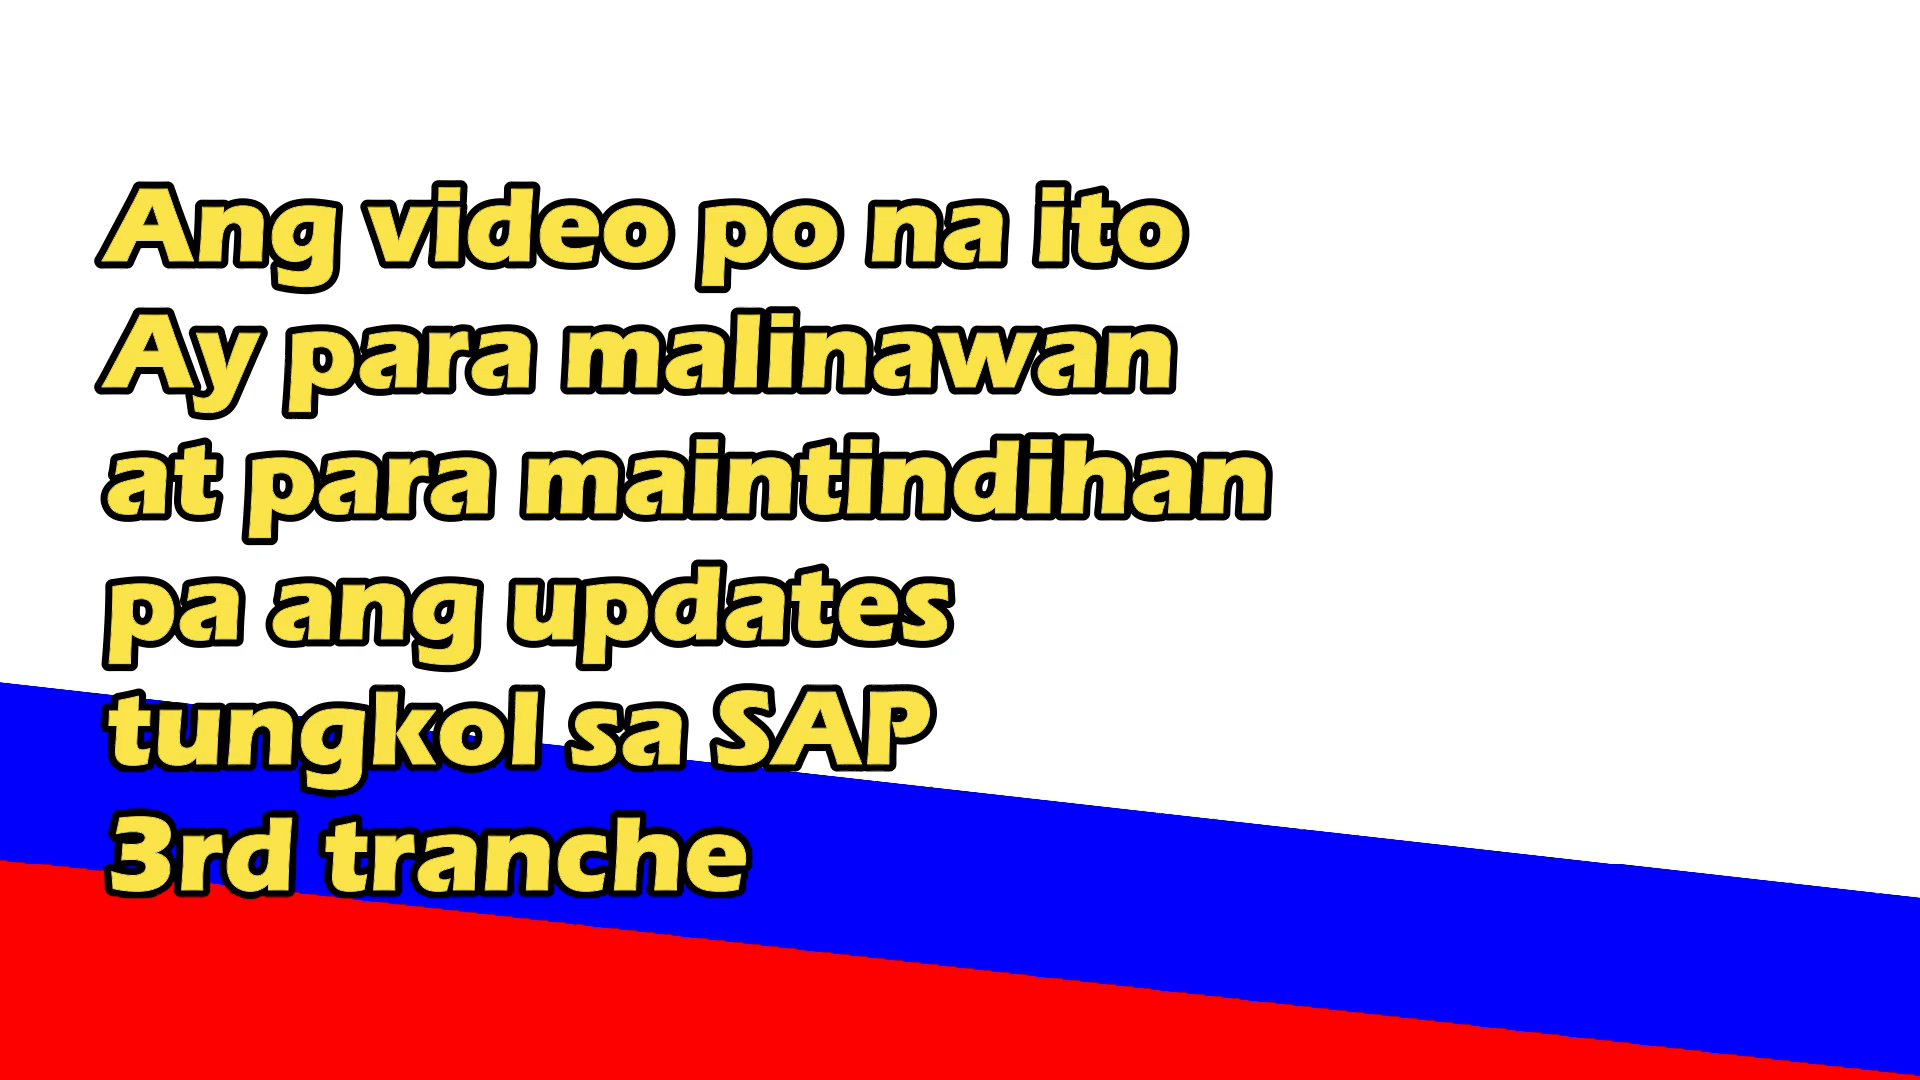 Ang video po na ito
Ay para malinawan
at para maintindihan
pa ang updates
tungkol sa SAP
3rd tranche